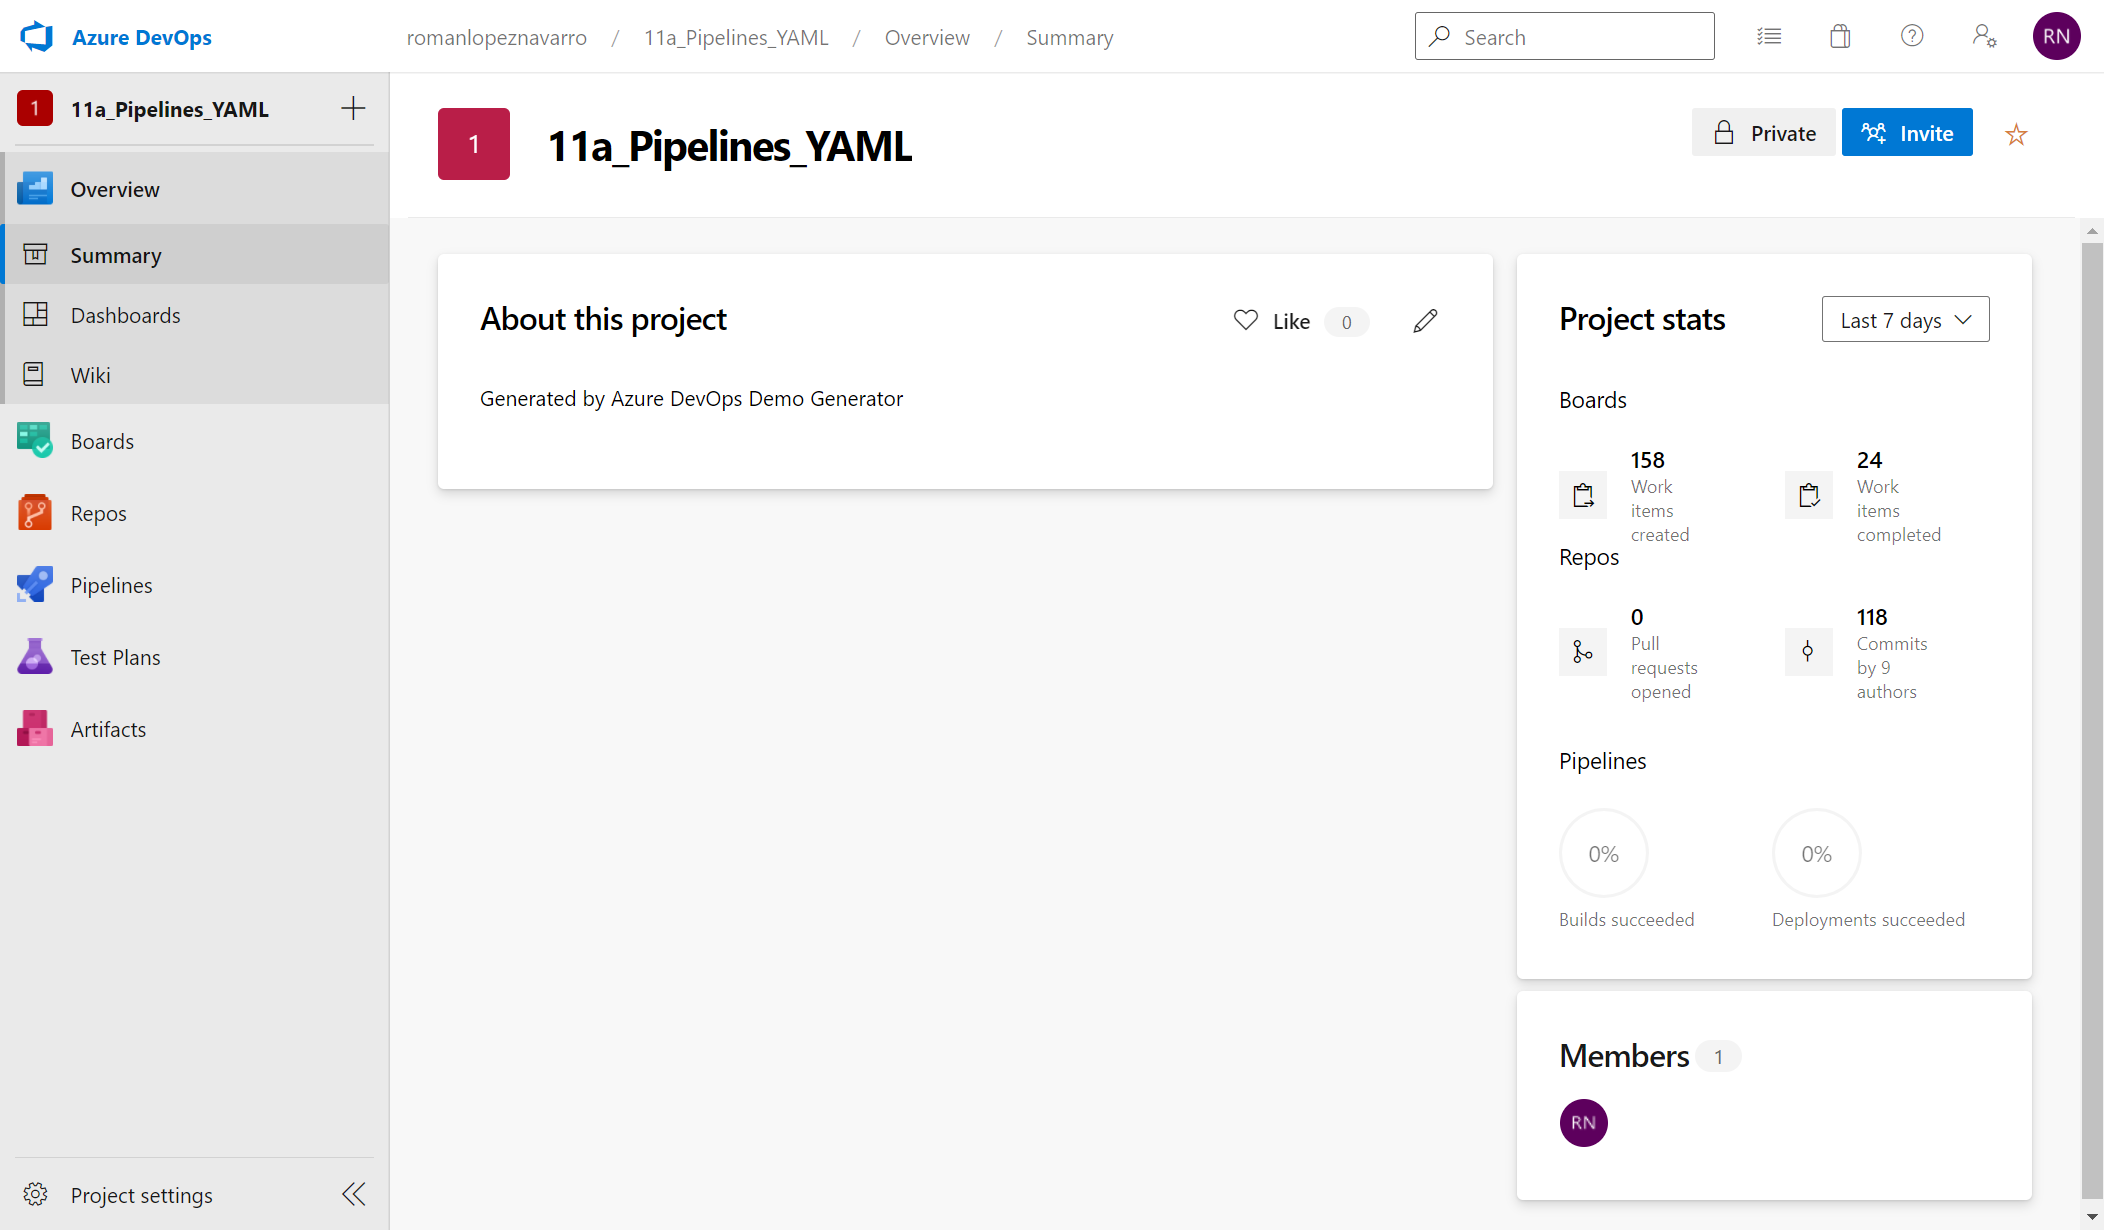 Azure DevOps
romanlopeznavarro / 11a_Pipelines_YAML / Overview / Summary
Search
RN
1
11a_Pipelines_YAML
Overview
Summary
Dashboards
Wiki
Boards
Repos
Pipelines
Test Plans
Artifacts
Project settings
1
11a_Pipelines_YAML
Private
Invite
About this project
Like 0
Generated by Azure DevOps Demo Generator
Project stats
Last 7 days
Boards
158
Work
items
created
24
Work
items
completed
Repos
0
Pull
requests
opened
118
Commits
by 9
authors
Pipelines
0%
Builds succeeded
0%
Deployments succeeded
Members 1
RN